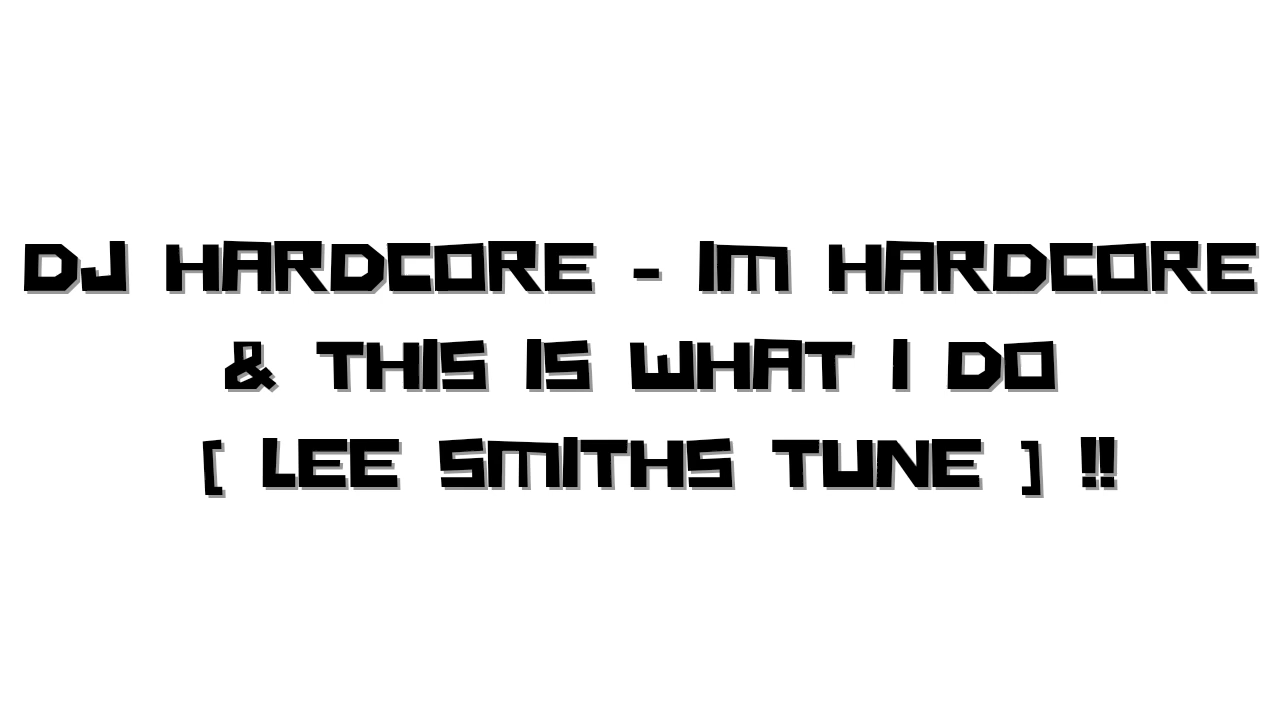 DJ HARDCORE - IM HARDCORE
& THIS IS WHAT I DO
[ LEE SMITHS TUNE ] !!